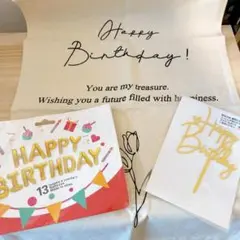 Happy
Birthday!
You are my treasure.
Wishing you a future filled with happiness.
HAPPY
BIRTHDAY
13
Happy
Birthday